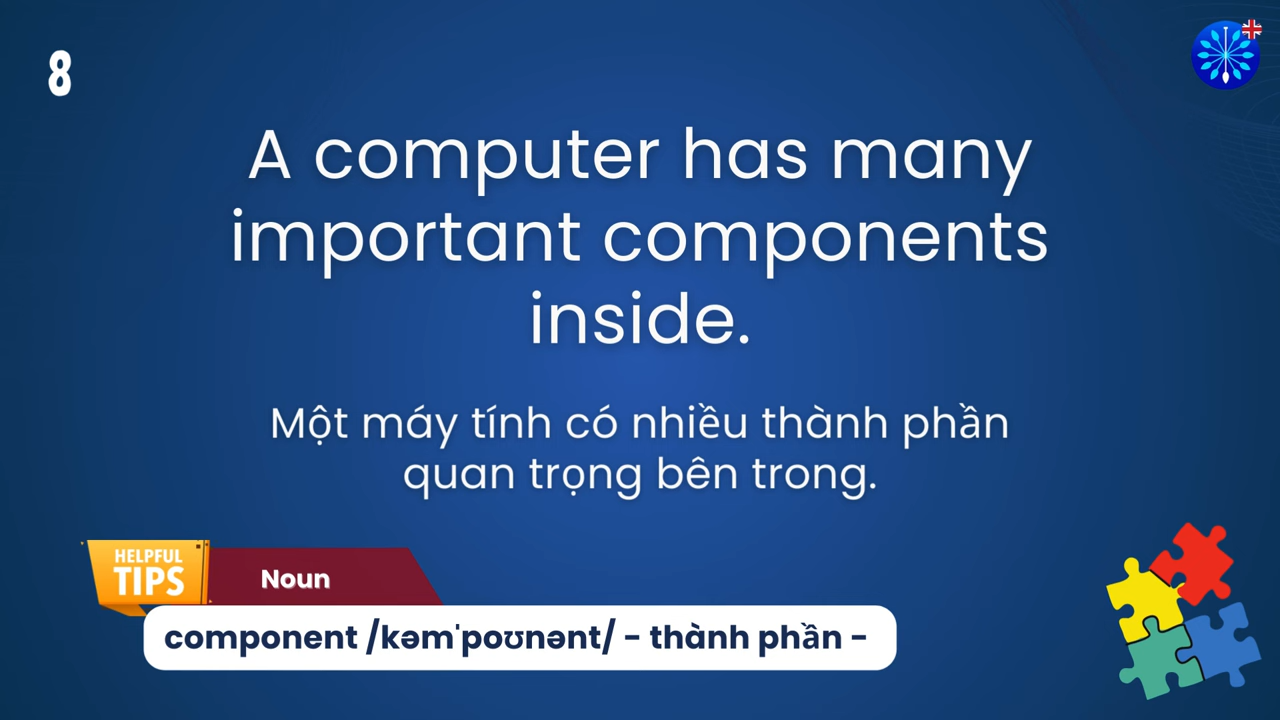 8
A computer has many
important components
inside.
Một máy tính có nhiều thành phần
quan trọng bên trong.
HELPFUL
TIPS
Noun
component /kəmˈpoʊnənt/ - thành phần -